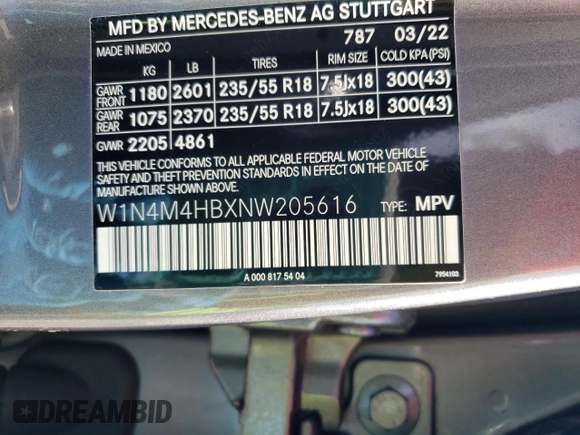 MFD BY MERCEDES-BENZ AG STUTTGART
MADE IN MEXICO 787 03/22
KG LB TIRES RIM SIZE COLD KPA(PSI)
GAWR FRONT 1180 2601 235/55 R18 7.5Jx18 300(43)
GAWR REAR 1075 2370 235/55 R18 7.5Jx18 300(43)
GVWR 2205 4861
THIS VEHICLE CONFORMS TO ALL APPLICABLE FEDERAL MOTOR VEHICLE
SAFETY AND THEFT PREVENTION STANDARDS IN EFFECT ON THE DATE OF
MANUFACTURE SHOWN ABOVE.
W1N4M4HBXNW205616 TYPE: MPV
A 000 817 54 04 7954103
DREAMBID